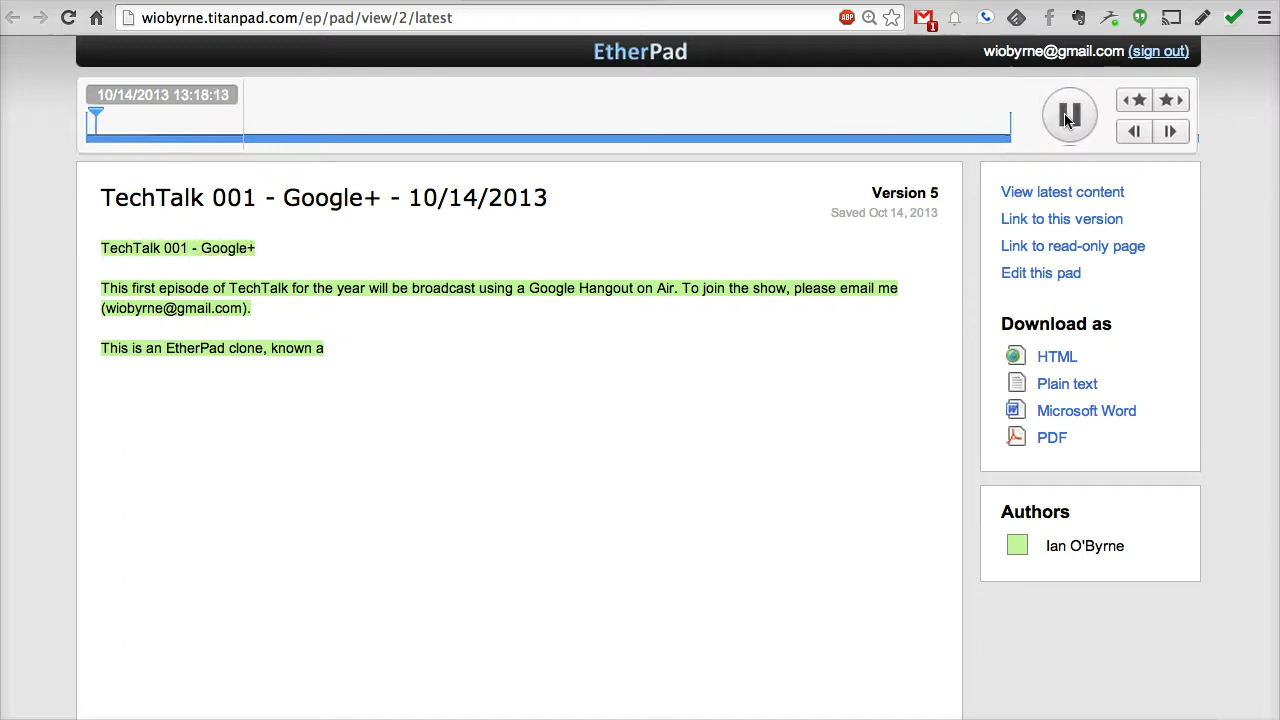 wiobyrne.titanpad.com/ep/pad/view/2/latest
ABP
1
EtherPad
wiobyrne@gmail.com (sign out)
10/14/2013 13:18:13
TechTalk 001 - Google+ - 10/14/2013
Version 5
Saved Oct 14, 2013
TechTalk 001 - Google+
This first episode of TechTalk for the year will be broadcast using a Google Hangout on Air. To join the show, please email me
(wiobyrne@gmail.com).
This is an EtherPad clone, known a
View latest content
Link to this version
Link to read-only page
Edit this pad
Download as
HTML
Plain text
Microsoft Word
PDF
Authors
Ian O'Byrne